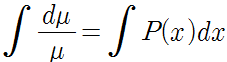 ∫ dμ/μ = ∫ P(x)dx